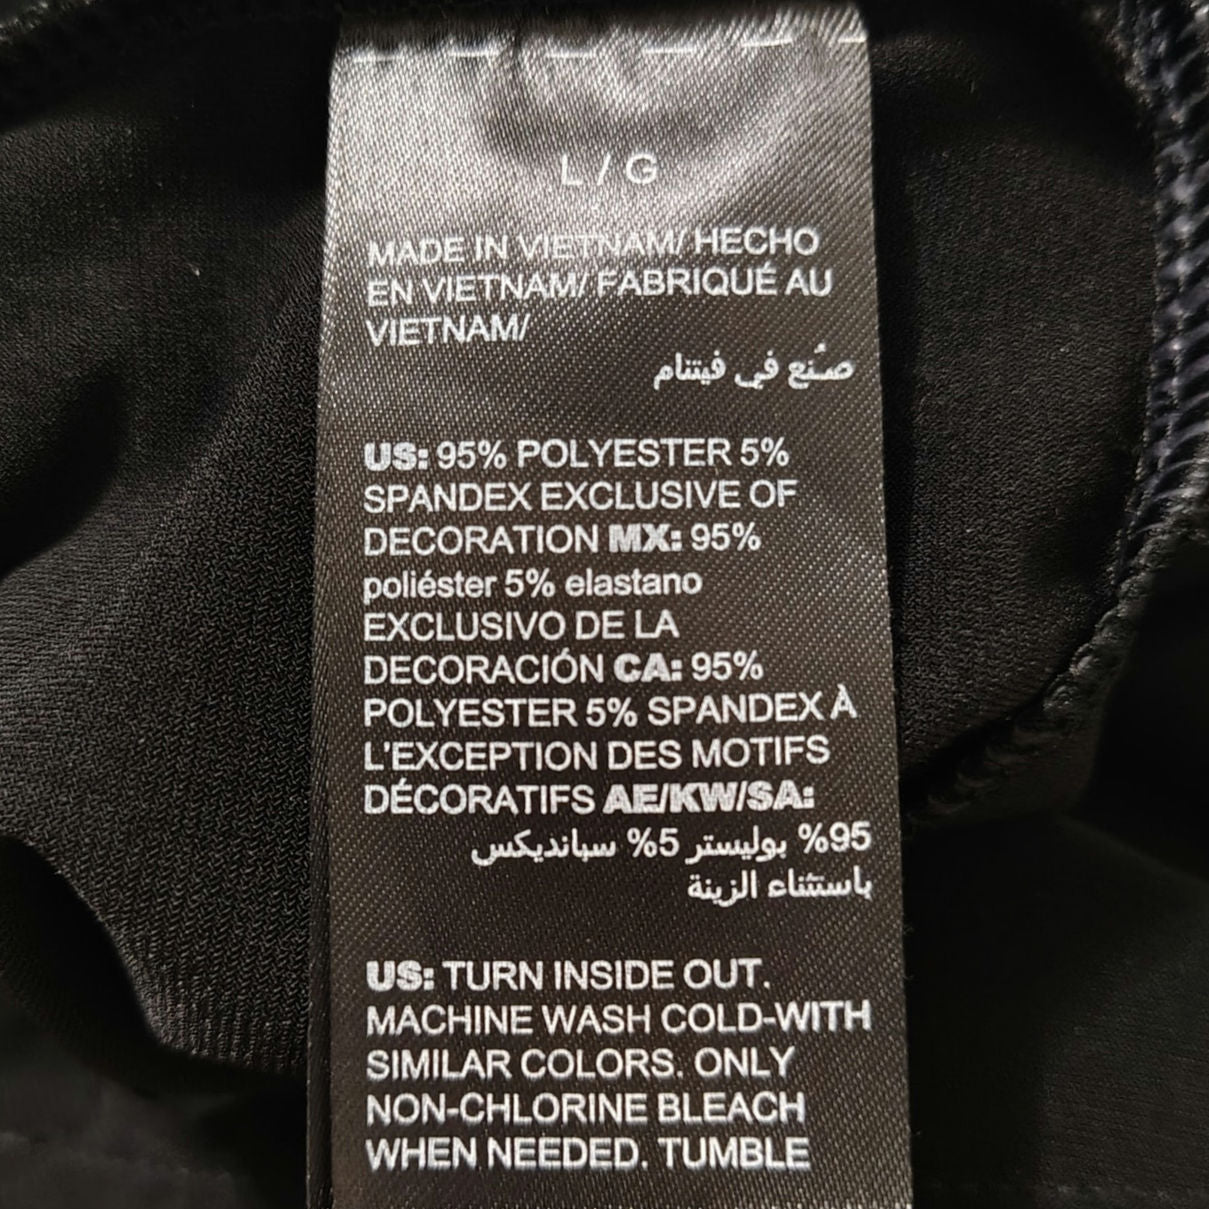 L / G
MADE IN VIETNAM/ HECHO
EN VIETNAM/ FABRIQUÉ AU
VIETNAM/
صُنع في فيتنام
US: 95% POLYESTER 5%
SPANDEX EXCLUSIVE OF
DECORATION MX: 95%
poliéster 5% elastano
EXCLUSIVO DE LA
DECORACIÓN CA: 95%
POLYESTER 5% SPANDEX À
L'EXCEPTION DES MOTIFS
DÉCORATIFS AE/KW/SA:
95% بوليستر 5% سبانديكس
باستثناء الزينة
US: TURN INSIDE OUT.
MACHINE WASH COLD-WITH
SIMILAR COLORS. ONLY
NON-CHLORINE BLEACH
WHEN NEEDED. TUMBLE